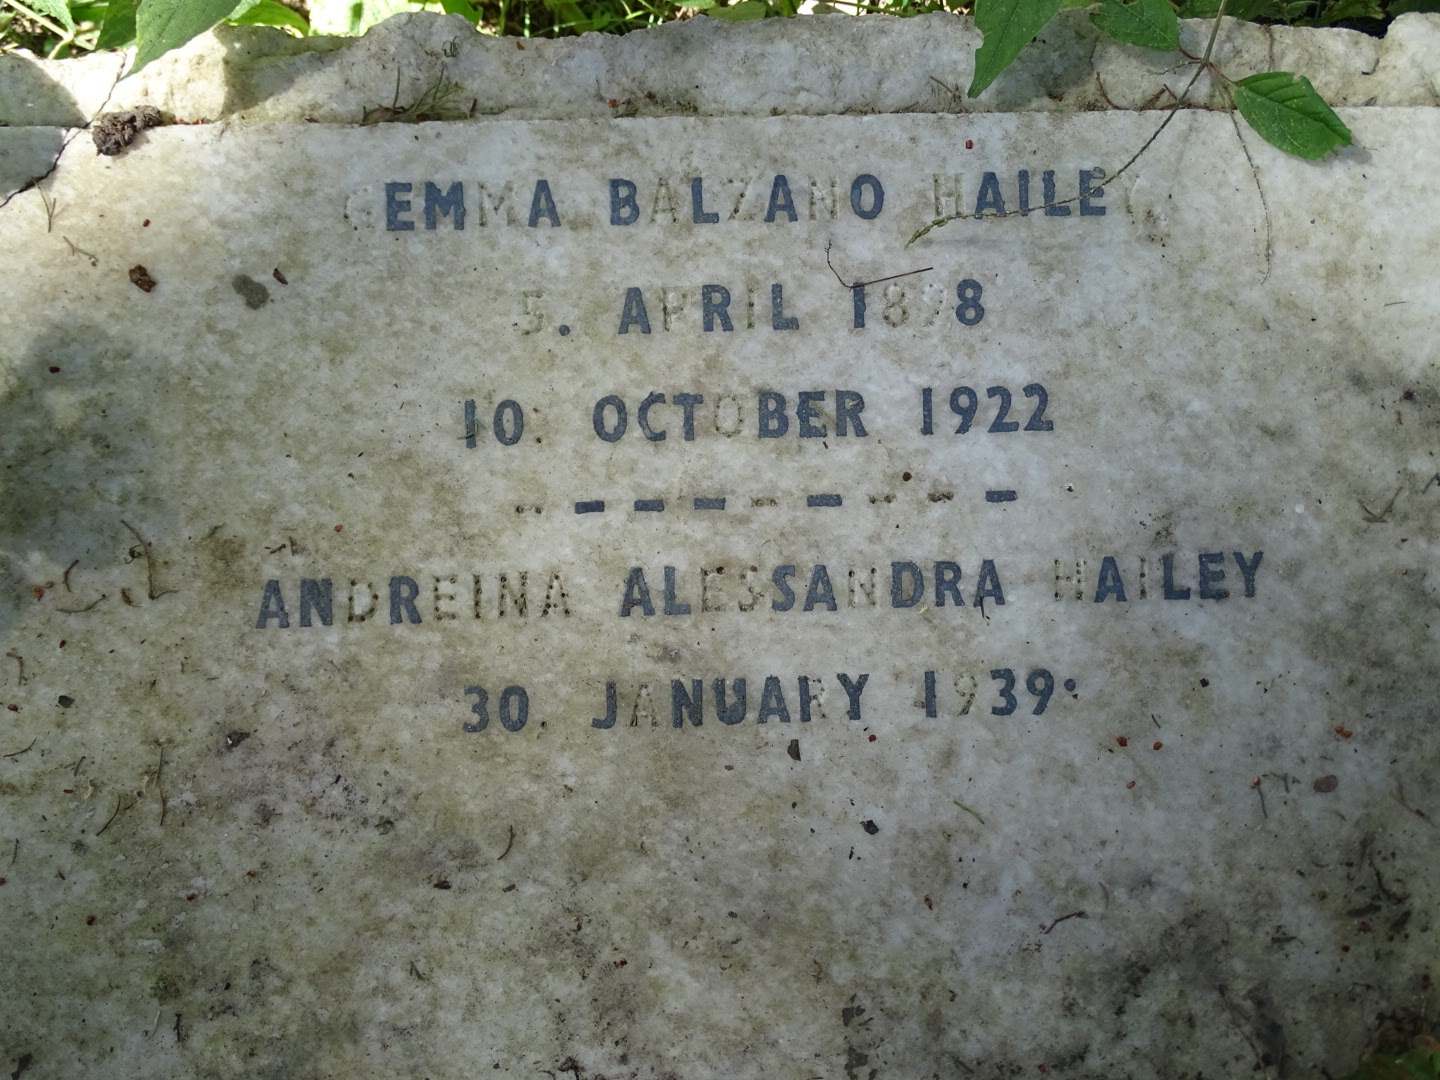 GEMMA BALZANO HAILEY
5. APRIL 1898
10 OCTOBER 1922
- - - - - - - - -
ANDREINA ALESSANDRA HAILEY
30. JANUARY 1939.